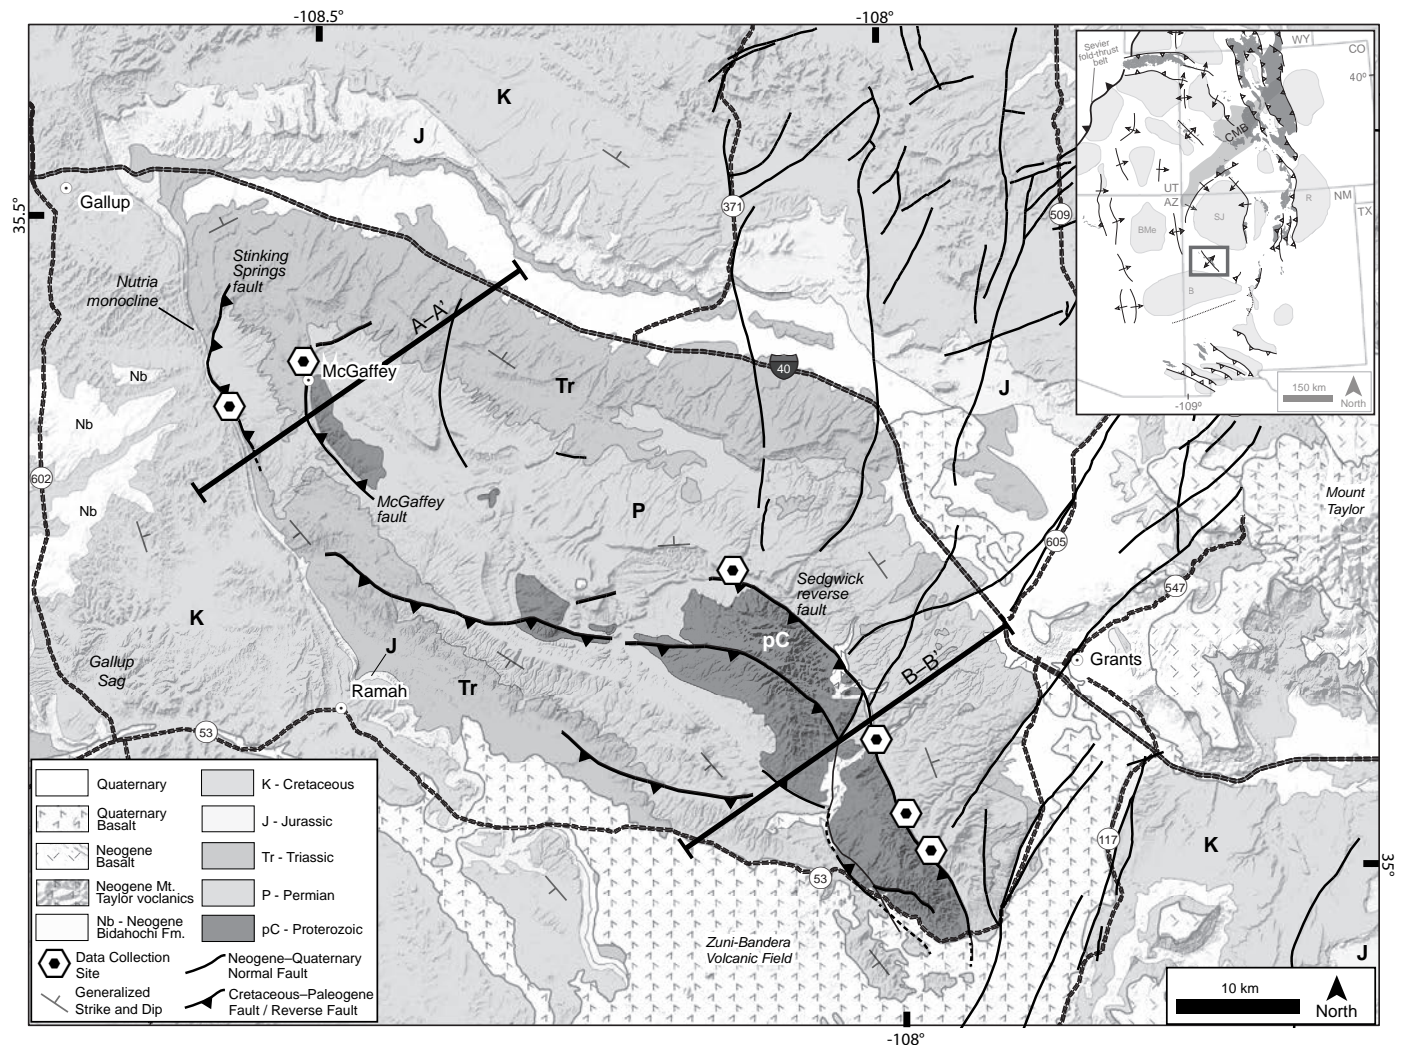 -108.5°
-108°
K
J
Sevier
fold-thrust
belt
WY
CO
40°
CMB
UT
AZ
NM
TX
SJ
R
BMe
B
150 km
North
-109°
35.5°
Gallup
371
509
Stinking
Springs
fault
Nutria
monocline
A–A'
McGaffey
40
Tr
J
Nb
Nb
Nb
602
McGaffey
fault
P
Mount
Taylor
605
547
Sedgwick
reverse
fault
K
pC
B–B'
Grants
Gallup
Sag
J
Ramah
Tr
53
53
117
K
35°
Zuni-Bandera
Volcanic Field
J
Quaternary
Quaternary
Basalt
Neogene
Basalt
Neogene Mt.
Taylor voclanics
Nb - Neogene
Bidahochi Fm.
Data Collection
Site
Generalized
Strike and Dip
K - Cretaceous
J - Jurassic
Tr - Triassic
P - Permian
pC - Proterozoic
Neogene–Quaternary
Normal Fault
Cretaceous–Paleogene
Fault / Reverse Fault
10 km
North
-108°